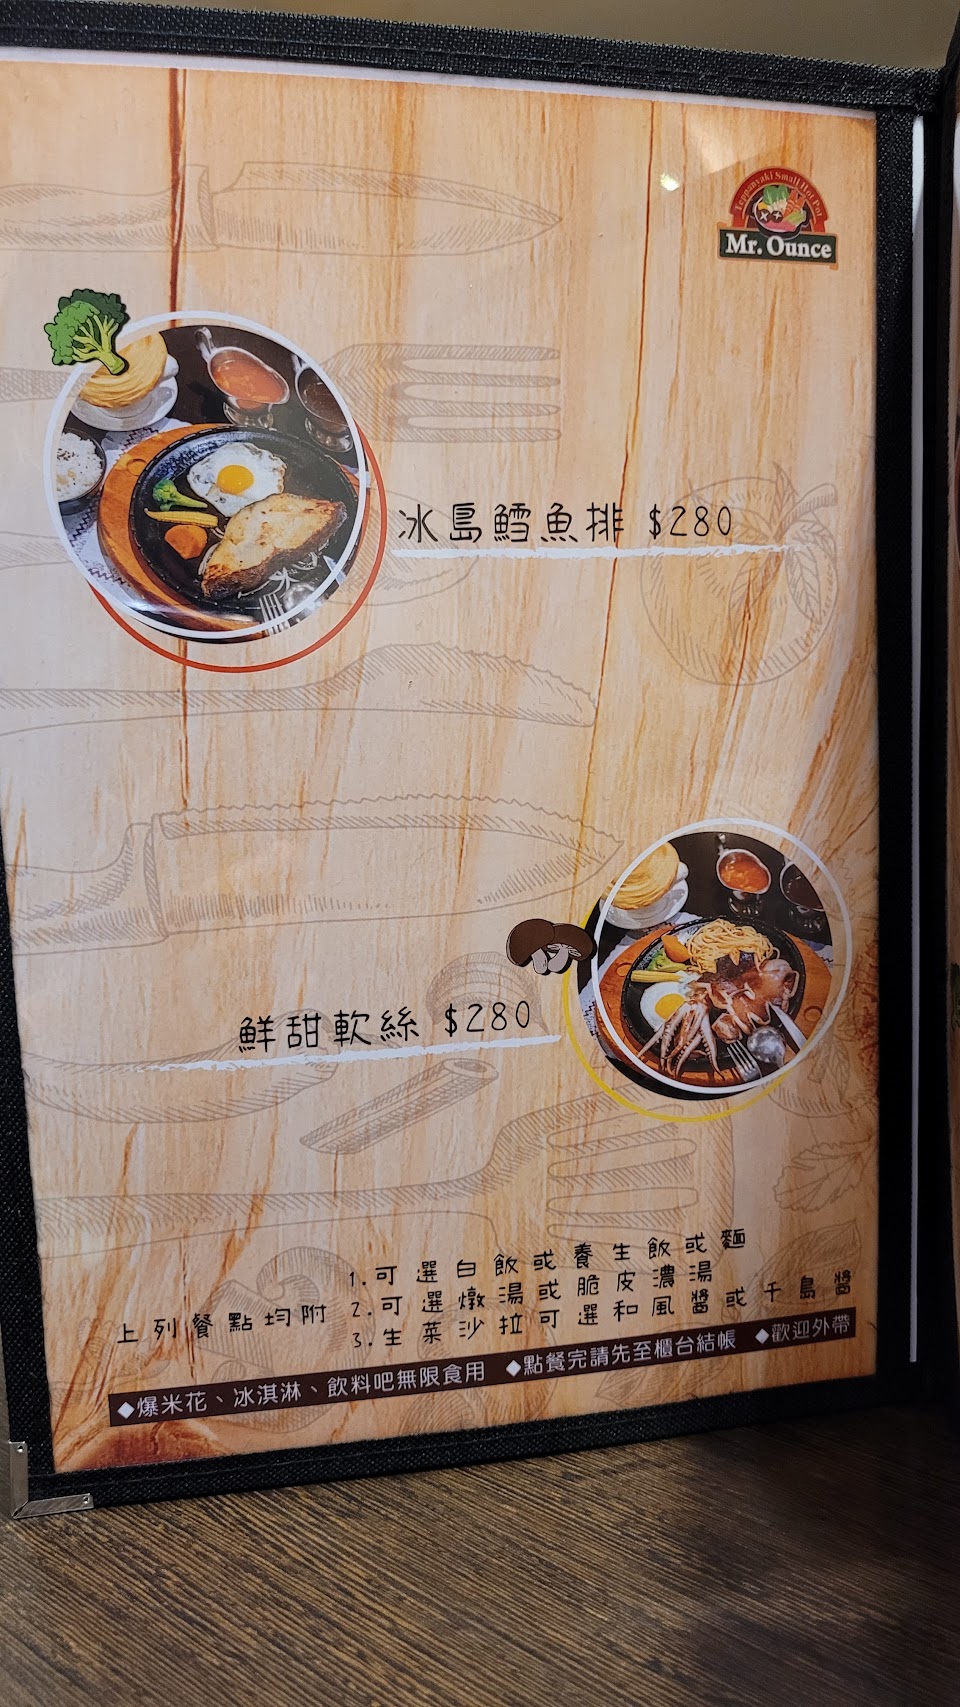 Teppanyaki Small Hot Pot
Mr. Ounce
冰島鱈魚排 $280
鮮甜軟絲 $280
上列餐點均附
1.可選白飯或養生飯或麵
2.可選燉湯或脆皮濃湯
3.生菜沙拉可選和風醬或千島醬
◆爆米花、冰淇淋、飲料吧無限食用 ◆點餐完請先至櫃台結帳 ◆歡迎外帶